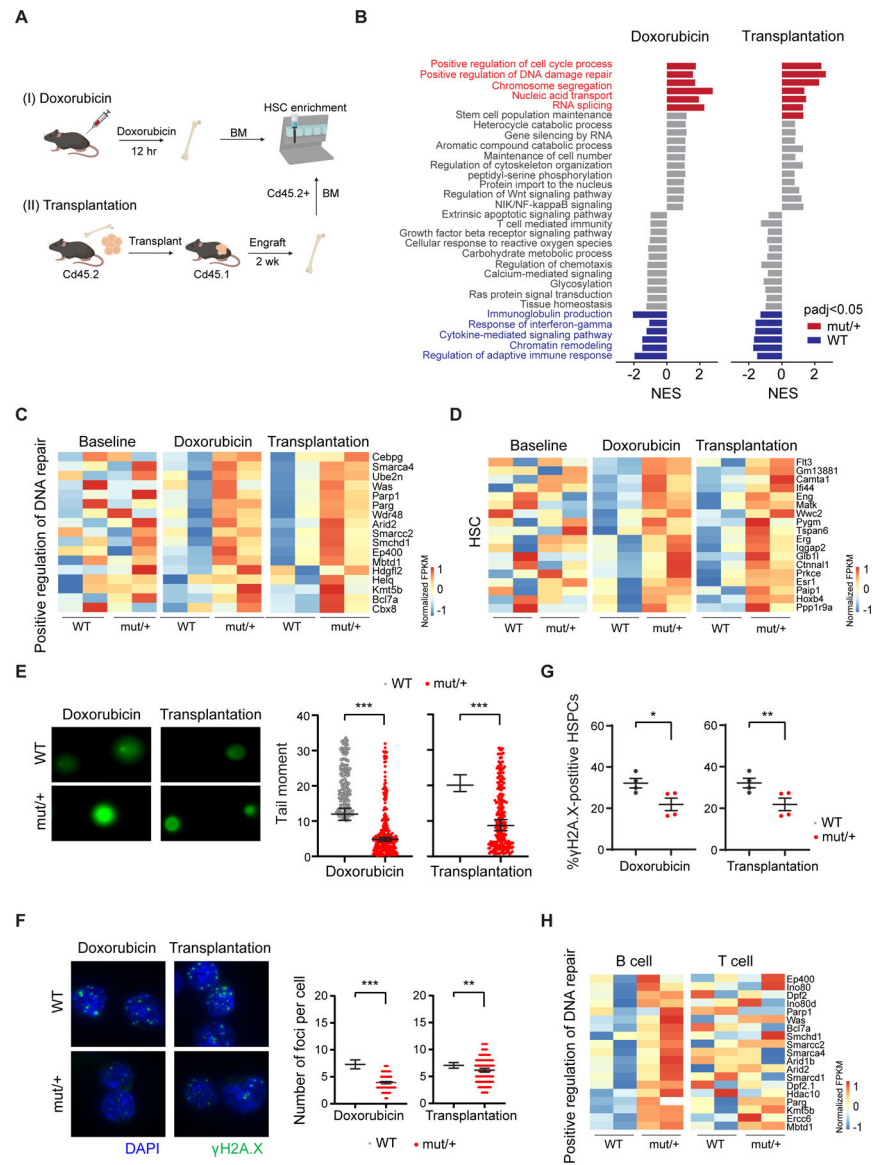 A
(I) Doxorubicin
Doxorubicin
12 hr
BM
HSC enrichment
Cd45.2+
BM
(II) Transplantation
Transplant
Engraft
2 wk
Cd45.2
Cd45.1
B
Doxorubicin
Transplantation
Positive regulation of cell cycle process
Positive regulation of DNA damage repair
Chromosome segregation
Nucleic acid transport
RNA splicing
Stem cell population maintenance
Heterocycle catabolic process
Gene silencing by RNA
Aromatic compound catabolic process
Maintenance of cell number
Regulation of cytoskeleton organization
peptidyl-serine phosphorylation
Protein import to the nucleus
Regulation of Wnt signaling pathway
NIK/NF-kappaB signaling
Extrinsic apoptotic signaling pathway
T cell mediated immunity
Growth factor beta receptor signaling pathway
Cellular response to reactive oxygen species
Carbohydrate metabolic process
Regulation of chemotaxis
Calcium-mediated signaling
Glycosylation
Ras protein signal transduction
Tissue homeostasis
Immunoglobulin production
Response of interferon-gamma
Cytokine-mediated signaling pathway
Chromatin remodeling
Regulation of adaptive immune response
padj<0.05
mut/+
WT
-2 0 2
-2 0 2
NES
NES
C
Positive regulation of DNA repair
Baseline
Doxorubicin
Transplantation
Cebpg
Smarca4
Ube2n
Was
Parp1
Parg
Wdr48
Arid2
Smarcc2
Smchd1
Ep400
Mbtd1
Hdgfl2
Helq
Kmt5b
Bcl7a
Cbx8
WT mut/+
WT mut/+
WT mut/+
Normalized FPKM
1
0
-1
D
HSC
Baseline
Doxorubicin
Transplantation
Flt3
Gm13881
Camta1
Ifi44
Eng
Matk
Wwc2
Pygm
Tspan6
Erg
Iqgap2
Glb1l
Ctnnal1
Prkce
Esr1
Paip1
Hoxb4
Ppp1r9a
WT mut/+
WT mut/+
WT mut/+
Normalized FPKM
1
0
-1
E
Doxorubicin
Transplantation
WT
mut/+
WT
mut/+
Tail moment
40
30
20
10
0
***
***
Doxorubicin
Transplantation
F
Doxorubicin
Transplantation
WT
mut/+
DAPI
γH2A.X
Number of foci per cell
20
15
10
5
0
20
15
10
5
0
***
**
Doxorubicin
Transplantation
WT
mut/+
G
%γH2A.X-postitive HSPCs
60
40
20
0
60
40
20
0
*
**
Doxorubicin
Transplantation
WT
mut/+
H
Positive regulation of DNA repair
B cell
T cell
Ep400
Ino80
Dpf2
Ino80d
Parp1
Was
Bcl7a
Smchd1
Smarcc2
Smarca4
Arid1b
Arid2
Smarcd1
Dpf2.1
Hdac10
Parg
Kmt5b
Ercc6
Mbtd1
WT mut/+
WT mut/+
Normalized FPKM
1
0
-1